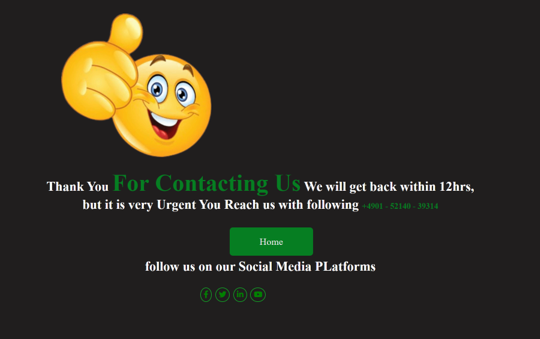 Thank You For Contacting Us We will get back within 12hrs,
but it is very Urgent You Reach us with following +4901 - 52140 - 39314
Home
follow us on our Social Media PLatforms